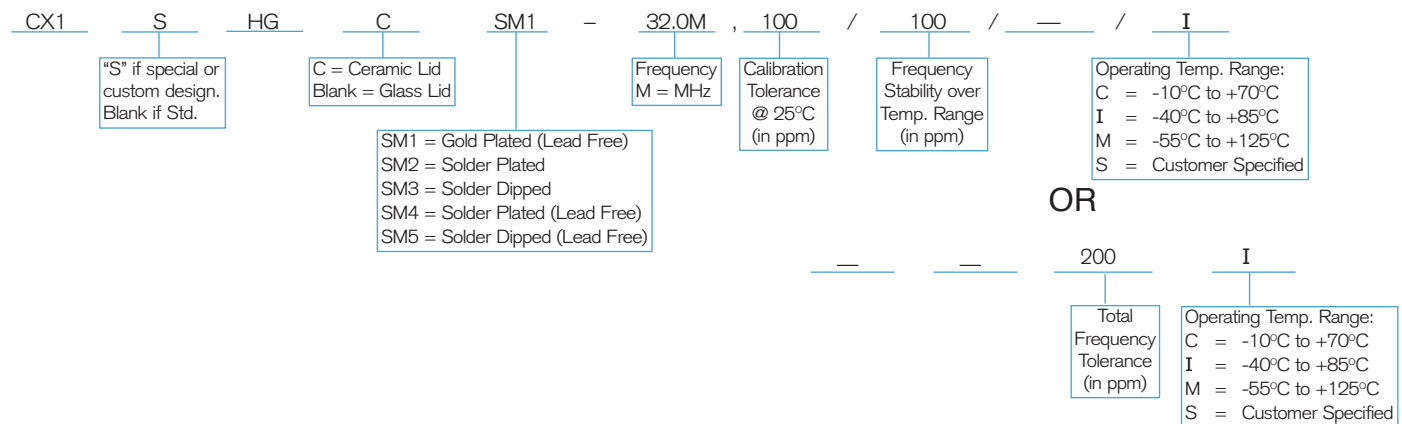 CX1 S HG C SM1 – 32.0M , 100 / 100 / — / I
"S" if special or
custom design.
Blank if Std.
C = Ceramic Lid
Blank = Glass Lid
SM1 = Gold Plated (Lead Free)
SM2 = Solder Plated
SM3 = Solder Dipped
SM4 = Solder Plated (Lead Free)
SM5 = Solder Dipped (Lead Free)
Frequency
M = MHz
Calibration
Tolerance
@ 25°C
(in ppm)
Frequency
Stability over
Temp. Range
(in ppm)
Operating Temp. Range:
C = -10°C to +70°C
I = -40°C to +85°C
M = -55°C to +125°C
S = Customer Specified
OR
— — 200 I
Total
Frequency
Tolerance
(in ppm)
Operating Temp. Range:
C = -10°C to +70°C
I = -40°C to +85°C
M = -55°C to +125°C
S = Customer Specified